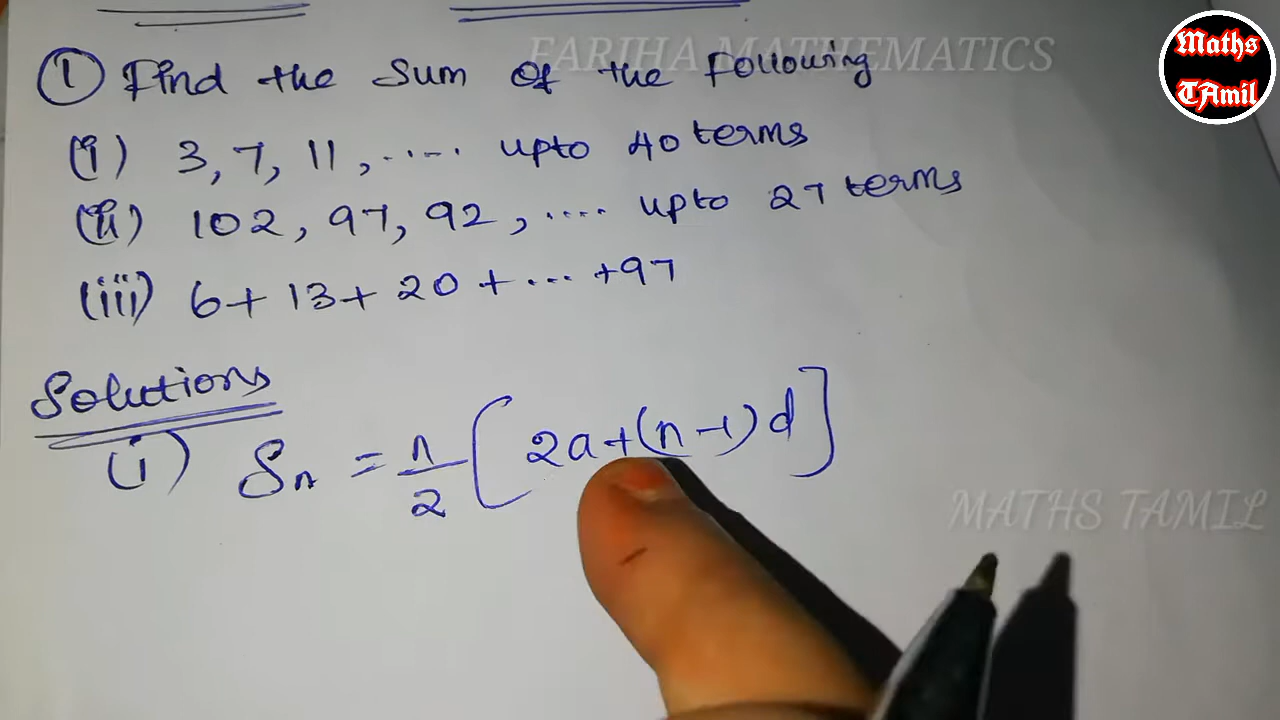 FARIHA MATHEMATICS
Maths
TAmil
① Find the Sum Of the Following
(i) 3, 7, 11, ..... upto 40 terms
(ii) 102, 97, 92, .... upto 27 terms
(iii) 6 + 13 + 20 + ... + 97
Solutions
(i) Sn = n/2 [2a + (n-1) d]
MATHS TAMIL